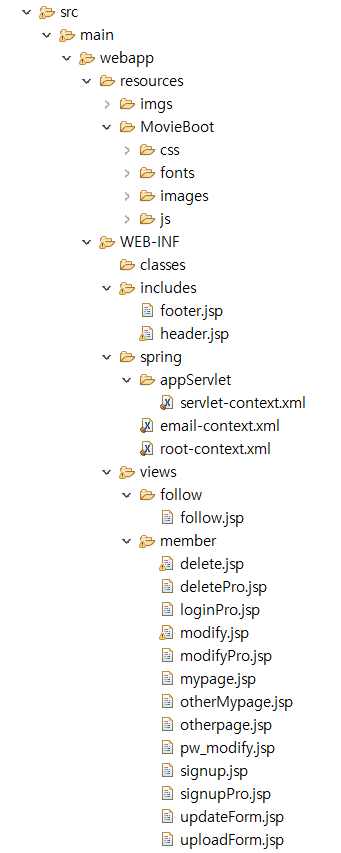 src
main
webapp
resources
imgs
MovieBoot
css
fonts
images
js
WEB-INF
classes
includes
footer.jsp
header.jsp
spring
appServlet
servlet-context.xml
email-context.xml
root-context.xml
views
follow
follow.jsp
member
delete.jsp
deletePro.jsp
loginPro.jsp
modify.jsp
modifyPro.jsp
mypage.jsp
otherMypage.jsp
otherpage.jsp
pw_modify.jsp
signup.jsp
signupPro.jsp
updateForm.jsp
uploadForm.jsp